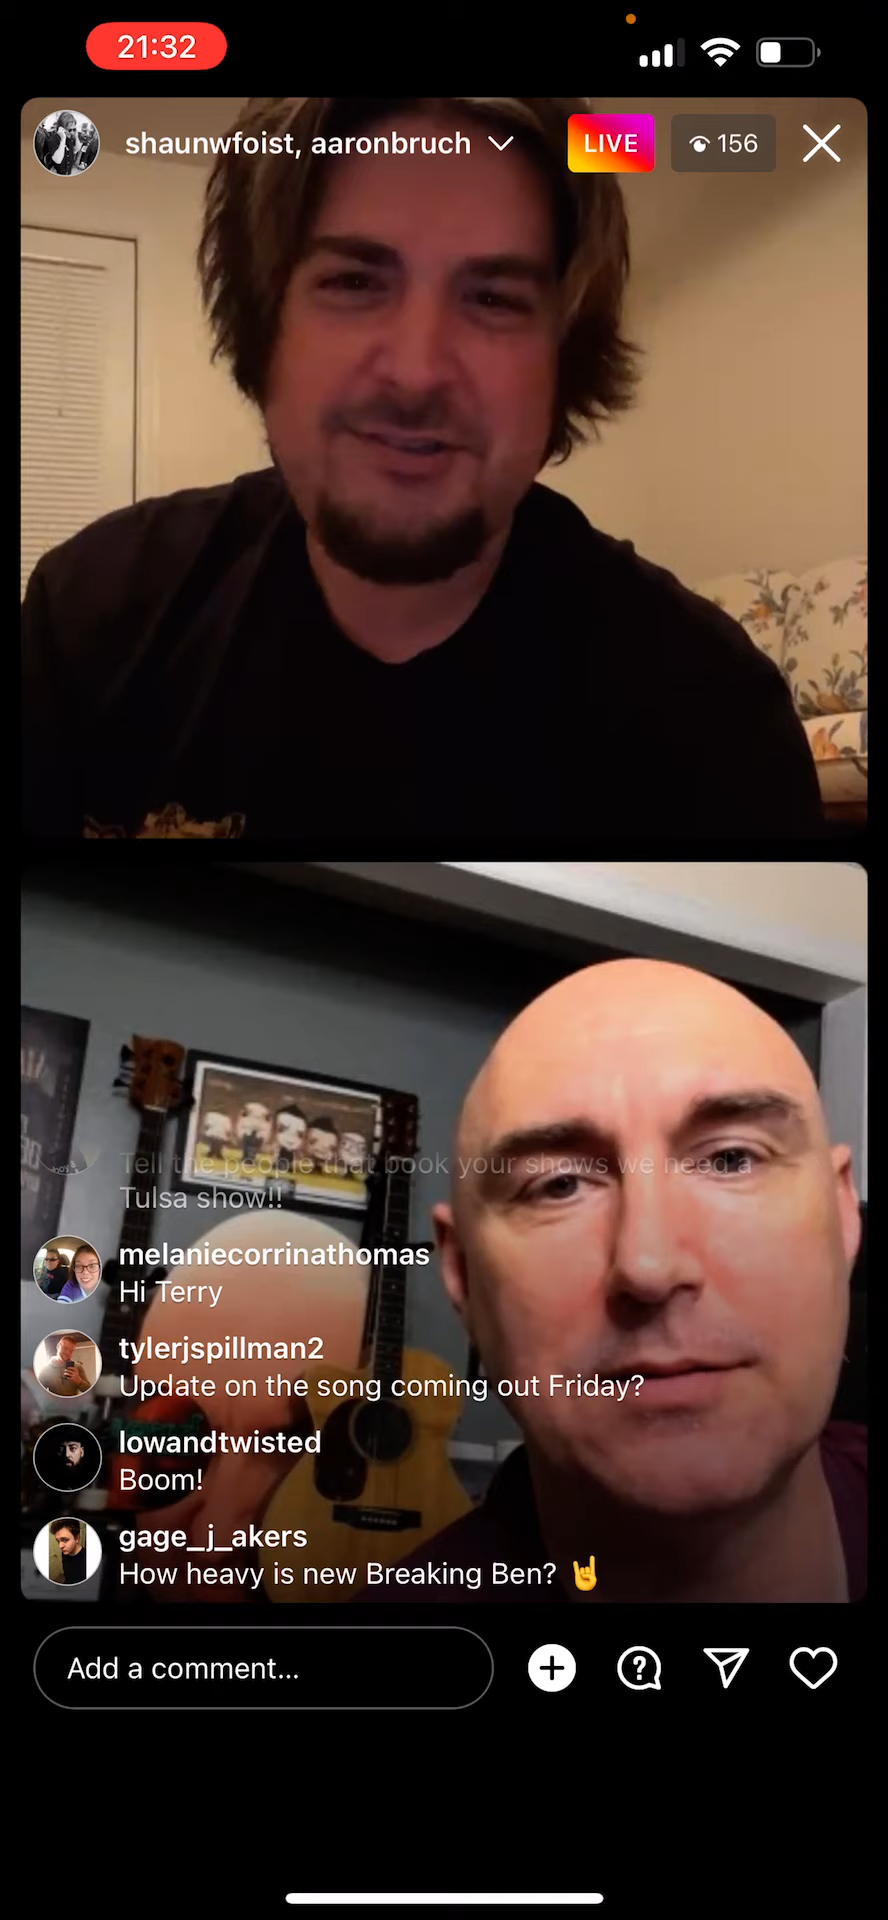 21:32
shaunwfoist, aaronbruch
LIVE
156
Tell the people that book your shows we need a
Tulsa show!!
melaniecorrinathomas
Hi Terry
tylerjspillman2
Update on the song coming out Friday?
lowandtwisted
Boom!
gage_j_akers
How heavy is new Breaking Ben? 🤘
Add a comment...